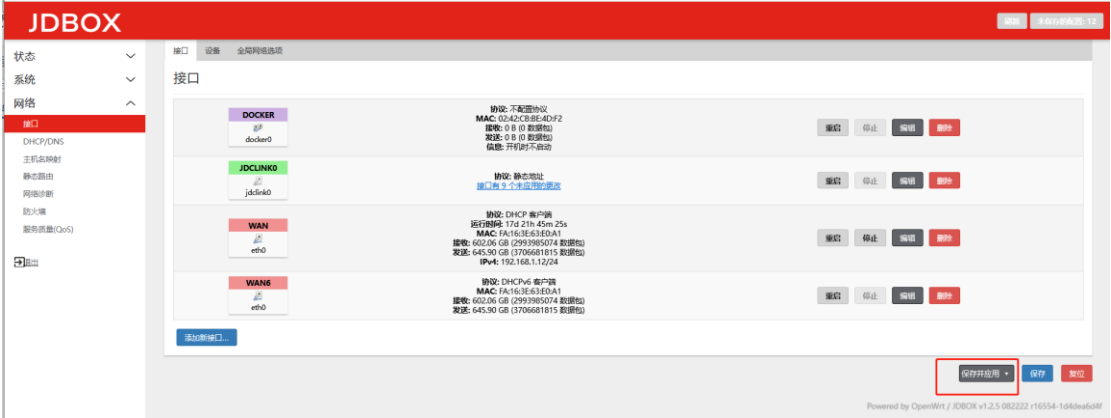 JDBOX
刷新 未保存的配置: 12
状态
系统
网络
接口
DHCP/DNS
主机名映射
静态路由
网络诊断
防火墙
服务质量(QoS)
退出
接口 设备 全局网络选项
接口
DOCKER
docker0
协议: 不配置协议
MAC: 02:42:CB:BE:4D:F2
接收: 0 B (0 数据包)
发送: 0 B (0 数据包)
信息: 开机时不启动
重启 停止 编辑 删除
JDCLINK0
jdclink0
协议: 静态地址
接口有 9 个未应用的更改
重启 停止 编辑 删除
WAN
eth0
协议: DHCP 客户端
运行时间: 17d 21h 45m 25s
MAC: FA:16:3E:63:E0:A1
接收: 602.06 GB (2993985074 数据包)
发送: 645.90 GB (3706681815 数据包)
IPv4: 192.168.1.12/24
重启 停止 编辑 删除
WAN6
eth0
协议: DHCPv6 客户端
MAC: FA:16:3E:63:E0:A1
接收: 602.06 GB (2993985074 数据包)
发送: 645.90 GB (3706681815 数据包)
重启 停止 编辑 删除
添加新接口...
保存并应用 保存 复位
Powered by OpenWrt / JDBOX v1.2.5 082222 r16554-1d4dea6d4f